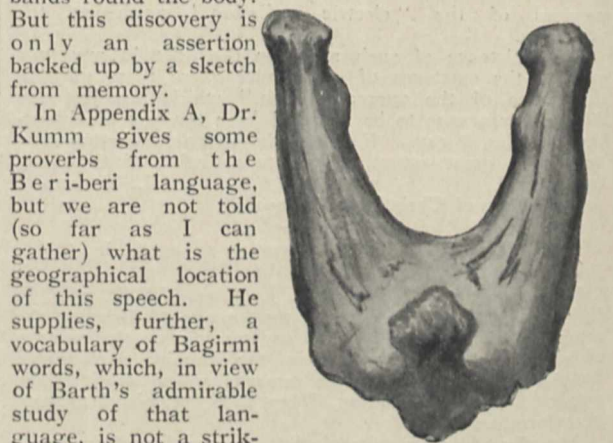 bands round the body.
But this discovery is
only an assertion
backed up by a sketch
from memory.
In Appendix A, Dr.
Kumm gives some
proverbs from the
Beri-beri language,
but we are not told
(so far as I can
gather) what is the
geographical location
of this speech. He
supplies, further, a
vocabulary of Bagirmi
words, which, in view
of Barth's admirable
study of that lan-
guage, is not a strik-